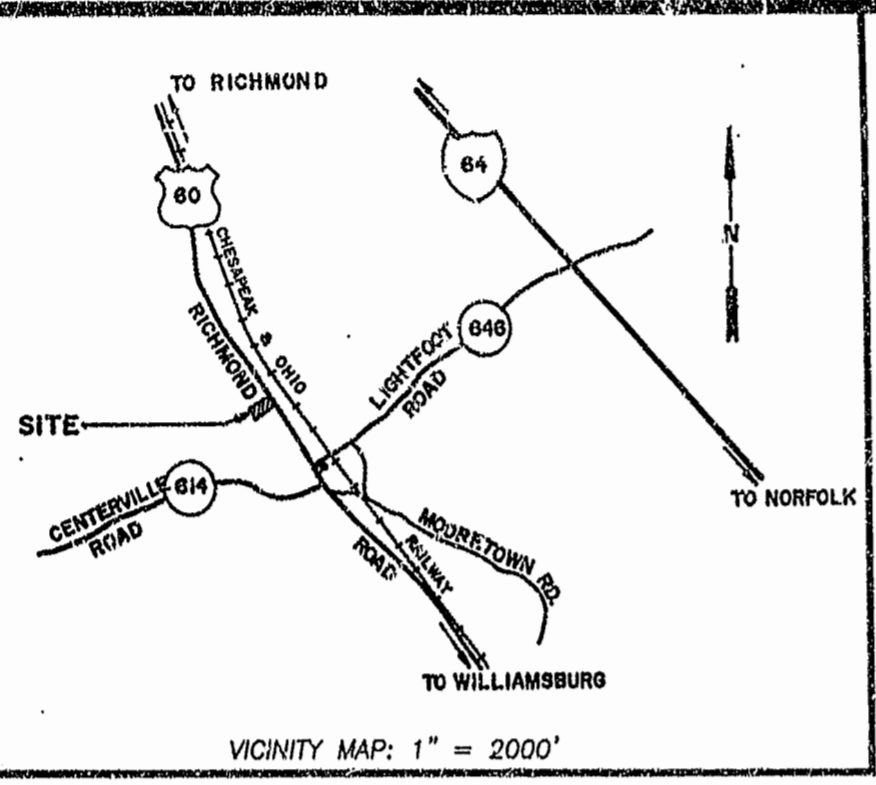 TO RICHMOND
60
64
N
CHESAPEAK & OHIO
RICHMOND
646
LIGHTFOOT
ROAD
SITE
614
CENTERVILLE
ROAD
TO NORFOLK
MOORETOWN RD.
RAILWAY
ROAD
TO WILLIAMSBURG
VICINITY MAP: 1" = 2000'